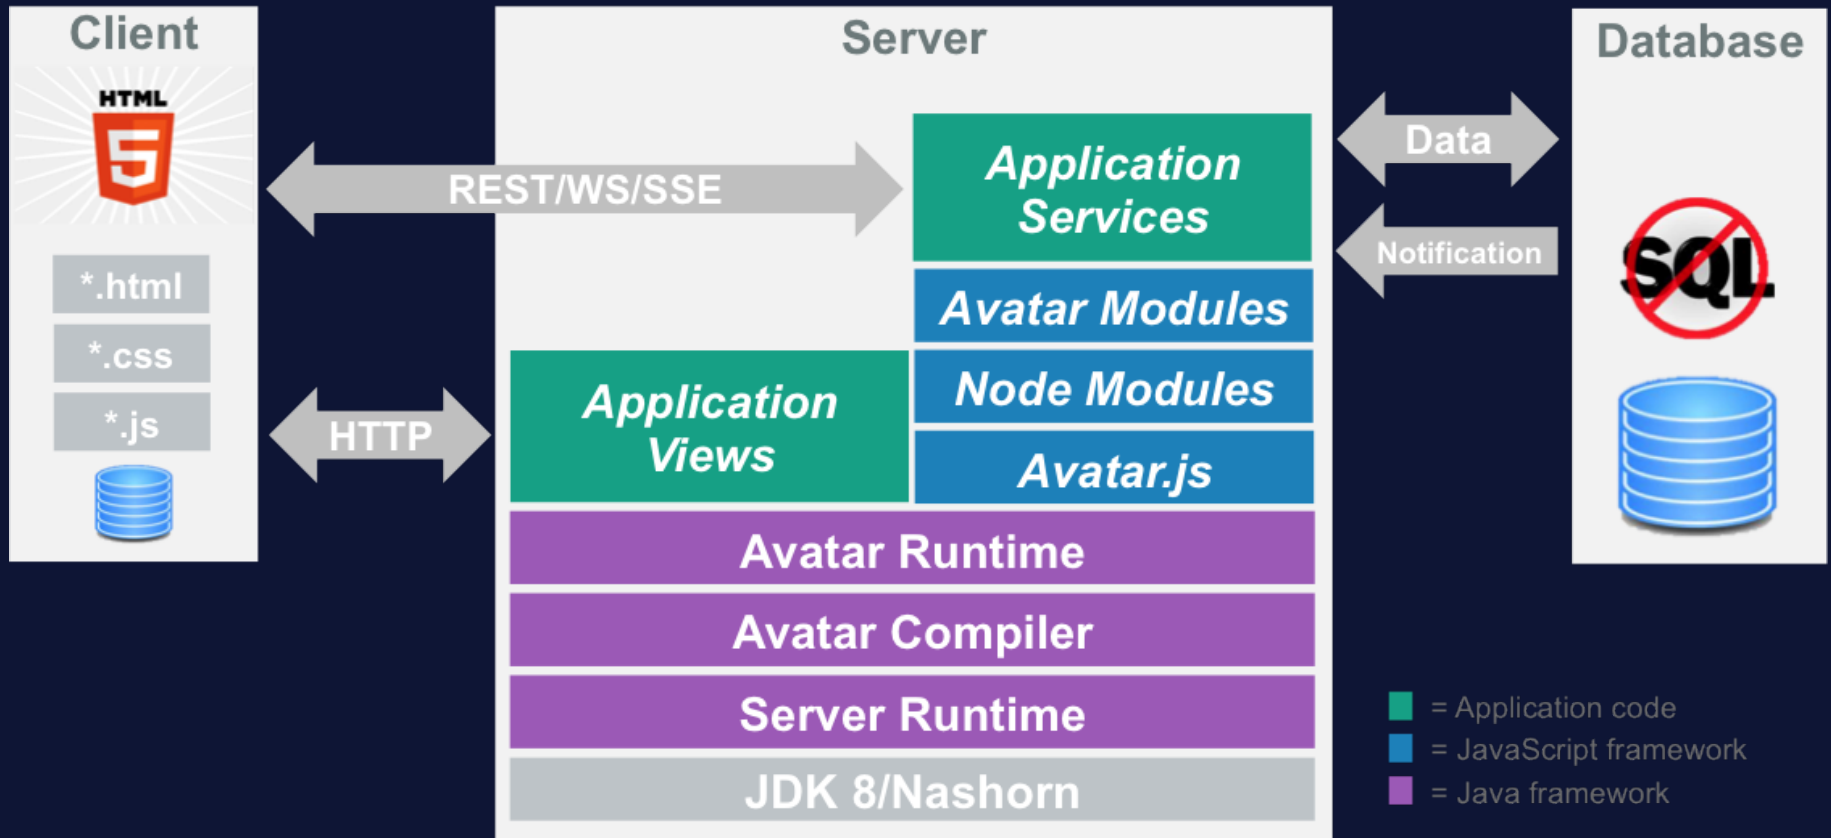 Client
HTML
5
*.html
*.css
*.js
REST/WS/SSE
HTTP
Server
Application
Services
Avatar Modules
Node Modules
Avatar.js
Application
Views
Avatar Runtime
Avatar Compiler
Server Runtime
JDK 8/Nashorn
Data
Notification
Database
SQL
= Application code
= JavaScript framework
= Java framework